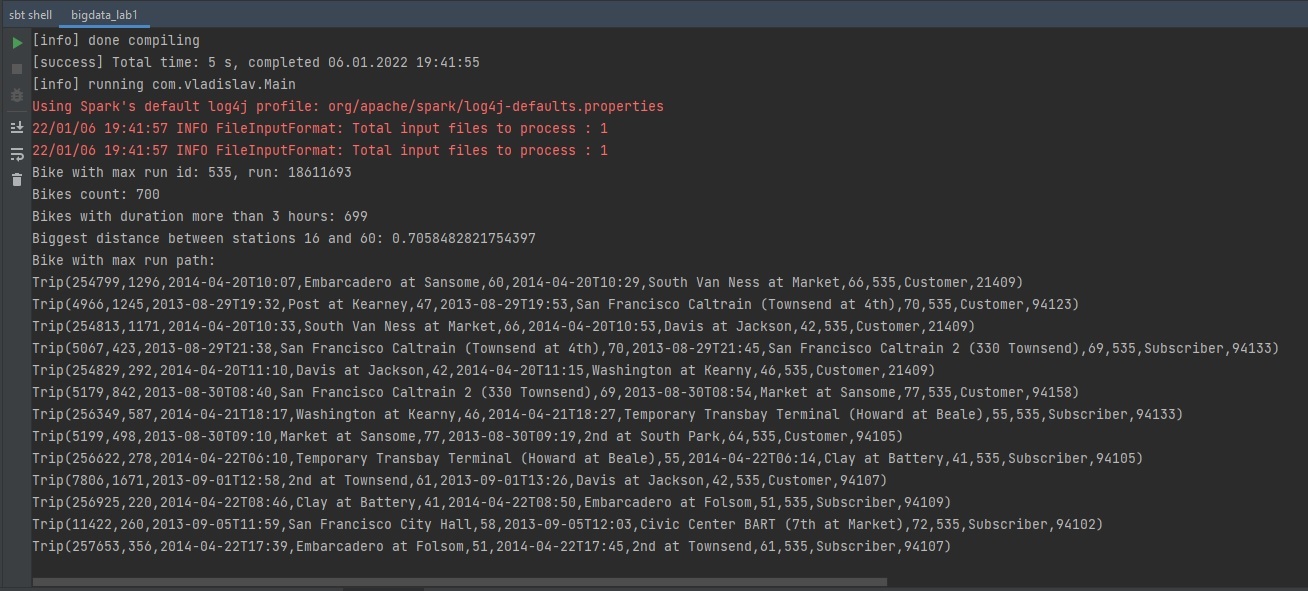 sbt shell bigdata_lab1
[info] done compiling
[success] Total time: 5 s, completed 06.01.2022 19:41:55
[info] running com.vladislav.Main
Using Spark's default log4j profile: org/apache/spark/log4j-defaults.properties
22/01/06 19:41:57 INFO FileInputFormat: Total input files to process : 1
22/01/06 19:41:57 INFO FileInputFormat: Total input files to process : 1
Bike with max run id: 535, run: 18611693
Bikes count: 700
Bikes with duration more than 3 hours: 699
Biggest distance between stations 16 and 60: 0.7058482821754397
Bike with max run path:
Trip(254799,1296,2014-04-20T10:07,Embarcadero at Sansome,60,2014-04-20T10:29,South Van Ness at Market,66,535,Customer,21409)
Trip(4966,1245,2013-08-29T19:32,Post at Kearney,47,2013-08-29T19:53,San Francisco Caltrain (Townsend at 4th),70,535,Customer,94123)
Trip(254813,1171,2014-04-20T10:33,South Van Ness at Market,66,2014-04-20T10:53,Davis at Jackson,42,535,Customer,21409)
Trip(5067,423,2013-08-29T21:38,San Francisco Caltrain (Townsend at 4th),70,2013-08-29T21:45,San Francisco Caltrain 2 (330 Townsend),69,535,Subscriber,94133)
Trip(254829,292,2014-04-20T11:10,Davis at Jackson,42,2014-04-20T11:15,Washington at Kearny,46,535,Customer,21409)
Trip(5179,842,2013-08-30T08:40,San Francisco Caltrain 2 (330 Townsend),69,2013-08-30T08:54,Market at Sansome,77,535,Customer,94158)
Trip(256349,587,2014-04-21T18:17,Washington at Kearny,46,2014-04-21T18:27,Temporary Transbay Terminal (Howard at Beale),55,535,Subscriber,94133)
Trip(5199,498,2013-08-30T09:10,Market at Sansome,77,2013-08-30T09:19,2nd at South Park,64,535,Customer,94105)
Trip(256622,278,2014-04-22T06:10,Temporary Transbay Terminal (Howard at Beale),55,2014-04-22T06:14,Clay at Battery,41,535,Subscriber,94105)
Trip(7806,1671,2013-09-01T12:58,2nd at Townsend,61,2013-09-01T13:26,Davis at Jackson,42,535,Customer,94107)
Trip(256925,220,2014-04-22T08:46,Clay at Battery,41,2014-04-22T08:50,Embarcadero at Folsom,51,535,Subscriber,94109)
Trip(11422,260,2013-09-05T11:59,San Francisco City Hall,58,2013-09-05T12:03,Civic Center BART (7th at Market),72,535,Subscriber,94102)
Trip(257653,356,2014-04-22T17:39,Embarcadero at Folsom,51,2014-04-22T17:45,2nd at Townsend,61,535,Subscriber,94107)